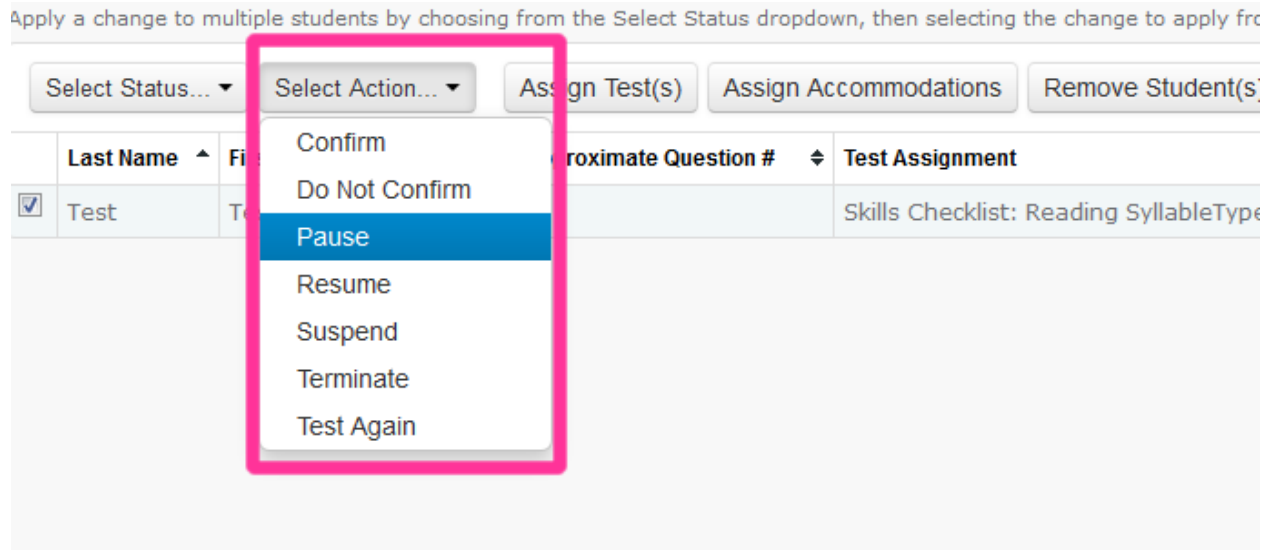 Apply a change to multiple students by choosing from the Select Status dropdown, then selecting the change to apply
Select Status... Select Action... Assign Test(s) Assign Accommodations Remove Student(s)
Last Name Approximate Question # Test Assignment
Test Skills Checklist: Reading SyllableType
Confirm
Do Not Confirm
Pause
Resume
Suspend
Terminate
Test Again